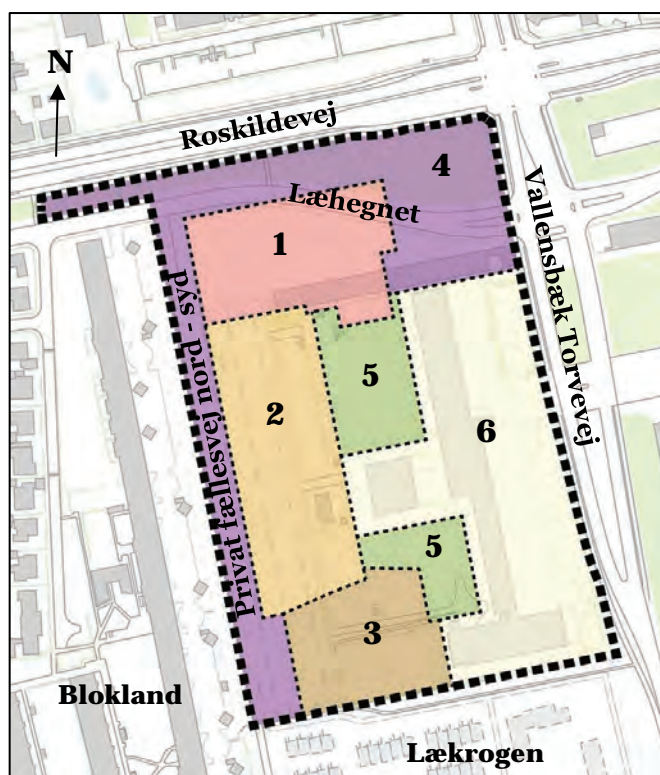 N
Roskildevej
4
Læhegnet
1
Vallensbæk Torvevej
Privat fællesvej nord - syd
5
2
6
5
3
Blokland
Lækrogen